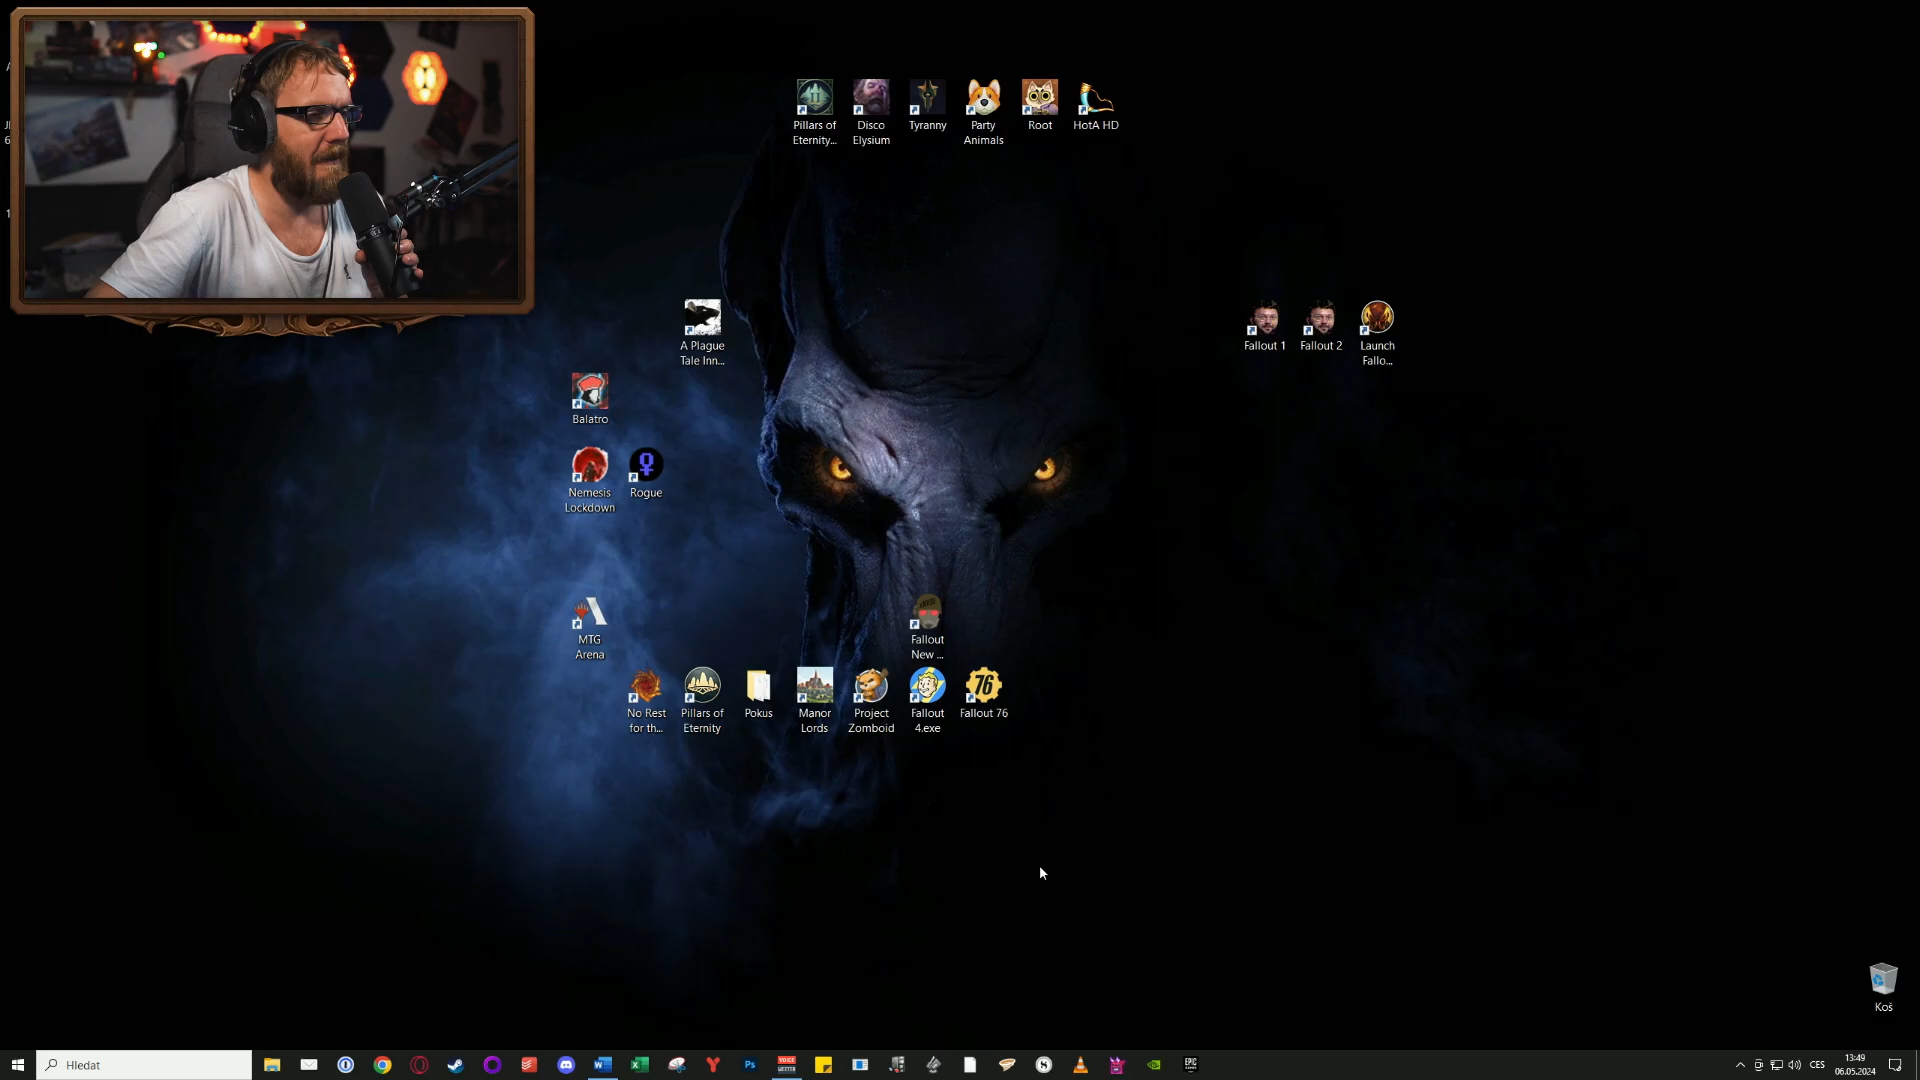 Pillars of
Eternity...
Disco
Elysium
Tyranny
Party
Animals
Root
HotA HD
A Plague
Tale Inn...
Fallout 1
Fallout 2
Launch
Fallo...
Balatro
Nemesis
Lockdown
Rogue
MTG
Arena
Fallout
New ...
No Rest
for th...
Pillars of
Eternity
Pokus
Manor
Lords
Project
Zomboid
Fallout
4.exe
76
Fallout 76
Koš
Hledat
Ps
CES
13:49
06.05.2024